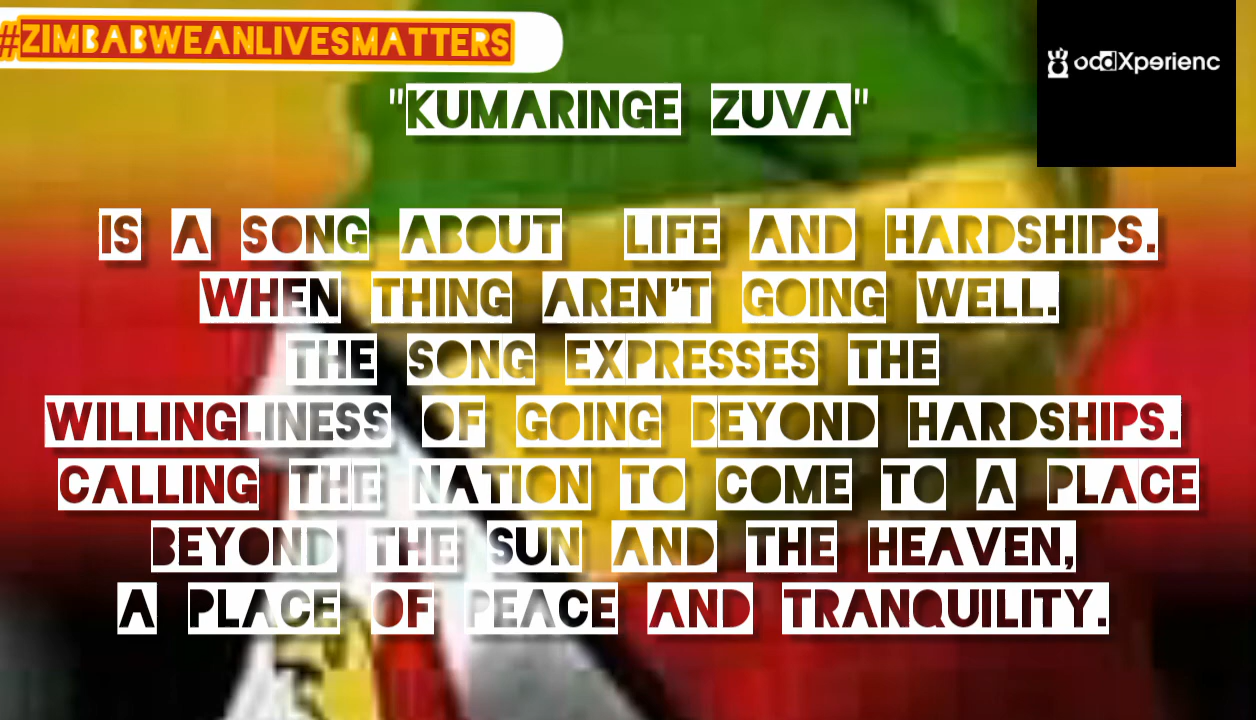 #ZIMBABWEANLIVESMATTERS
oddXperienc
"KUMARINGE ZUVA"
IS A SONG ABOUT LIFE AND HARDSHIPS.
WHEN THING AREN'T GOING WELL.
THE SONG EXPRESSES THE
WILLINGLINESS OF GOING BEYOND HARDSHIPS.
CALLING THE NATION TO COME TO A PLACE
BEYOND THE SUN AND THE HEAVEN,
A PLACE OF PEACE AND TRANQUILITY.